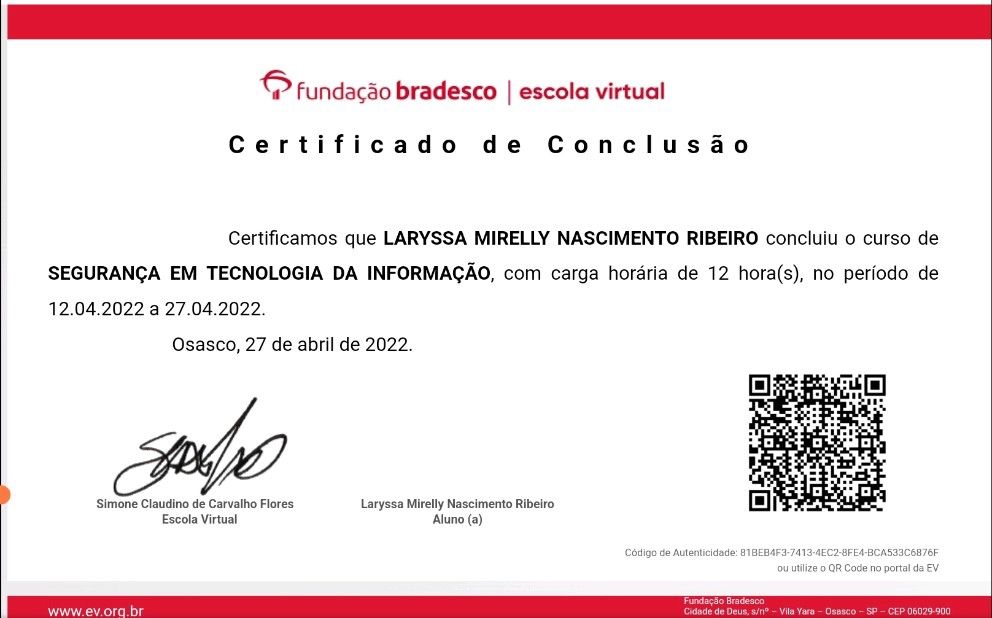 fundação bradesco | escola virtual
Certificado de Conclusão
Certificamos que LARYSSA MIRELLY NASCIMENTO RIBEIRO concluiu o curso de
SEGURANÇA EM TECNOLOGIA DA INFORMAÇÃO, com carga horária de 12 hora(s), no período de
12.04.2022 a 27.04.2022.
Osasco, 27 de abril de 2022.
Simone Claudino de Carvalho Flores
Escola Virtual
Laryssa Mirelly Nascimento Ribeiro
Aluno (a)
Código de Autenticidade: 81BEB4F3-7413-4EC2-8FE4-BCA533C6876F
ou utilize o QR Code no portal da EV
www.ev.org.br
Fundação Bradesco
Cidade de Deus, s/nº – Vila Yara – Osasco – SP – CEP 06029-900